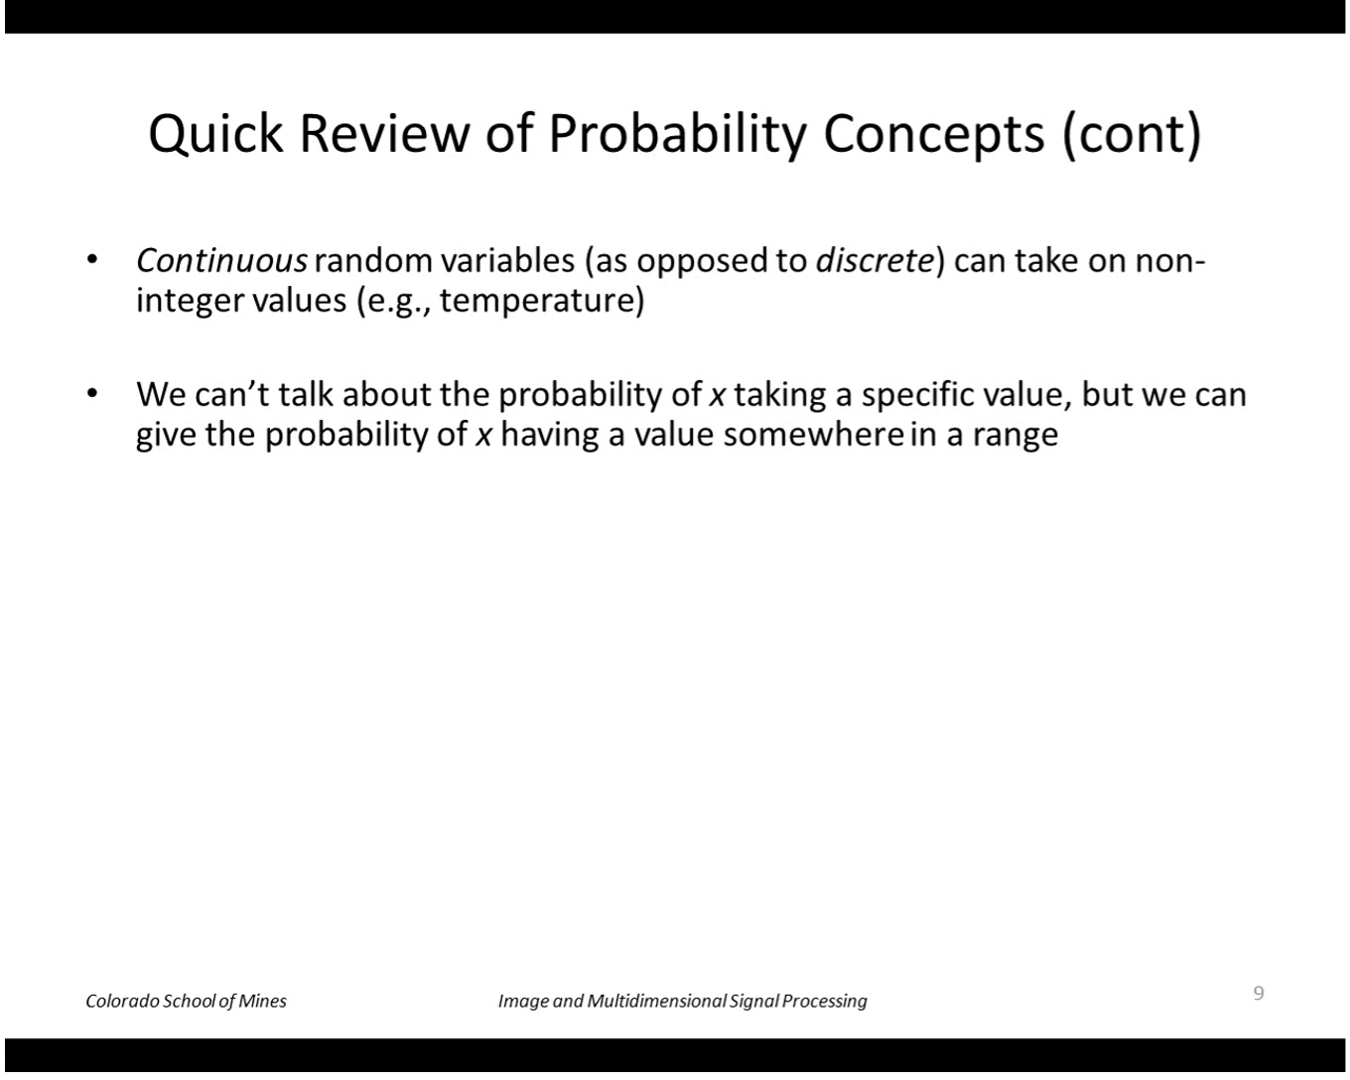 Quick Review of Probability Concepts (cont)
• Continuous random variables (as opposed to discrete) can take on non-
integer values (e.g., temperature)
• We can’t talk about the probability of x taking a specific value, but we can
give the probability of x having a value somewhere in a range
Colorado School of Mines
Image and Multidimensional Signal Processing
9